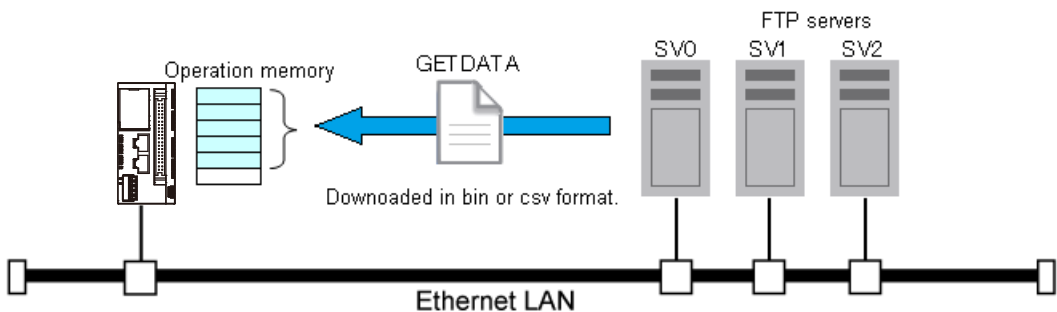 FTP servers
SV0 SV1 SV2
Operation memory
GETDATA
Downoaded in bin or csv format.
Ethernet LAN